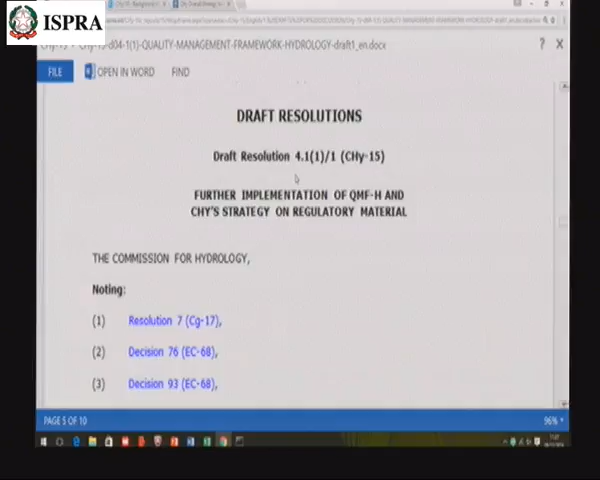 ISPRA
d04-1(1)-QUALITY-MANAGEMENT-FRAMEWORK-HYDROLOGY-draft1_en.docx
FILE OPEN IN WORD FIND
DRAFT RESOLUTIONS
Draft Resolution 4.1(1)/1 (CHy-15)
FURTHER IMPLEMENTATION OF QMF-H AND
CHY'S STRATEGY ON REGULATORY MATERIAL
THE COMMISSION FOR HYDROLOGY,
Noting:
(1) Resolution 7 (Cg-17),
(2) Decision 76 (EC-68),
(3) Decision 93 (EC-68),
PAGE 5 OF 10 96%